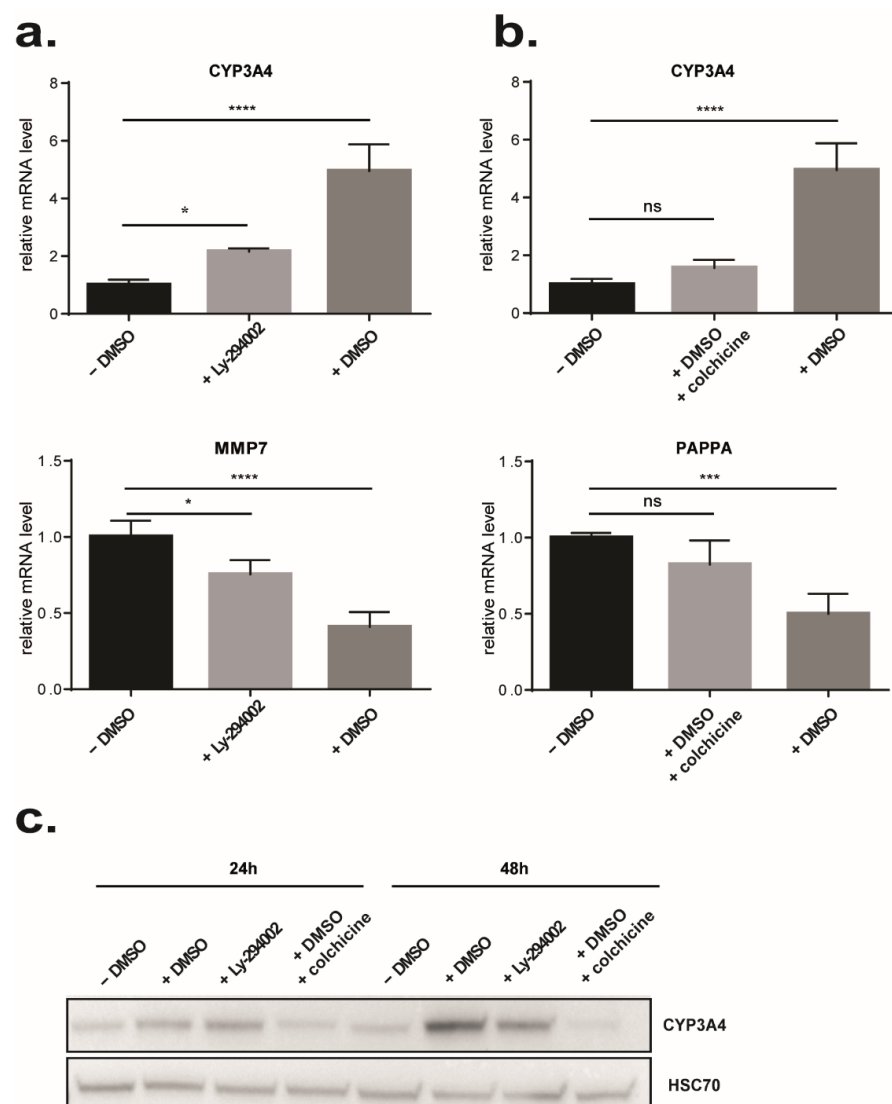 a.
CYP3A4
relative mRNA level
8
6
4
2
0
****
*
– DMSO
+ Ly-294002
+ DMSO
b.
CYP3A4
relative mRNA level
8
6
4
2
0
****
ns
– DMSO
+ DMSO
+ colchicine
+ DMSO
MMP7
relative mRNA level
1.5
1.0
0.5
0.0
****
*
– DMSO
+ Ly-294002
+ DMSO
PAPPA
relative mRNA level
1.5
1.0
0.5
0.0
***
ns
– DMSO
+ DMSO
+ colchicine
+ DMSO
c.
24h
48h
– DMSO
+ DMSO
+ Ly-294002
+ DMSO
+ colchicine
– DMSO
+ DMSO
+ Ly-294002
+ DMSO
+ colchicine
CYP3A4
HSC70